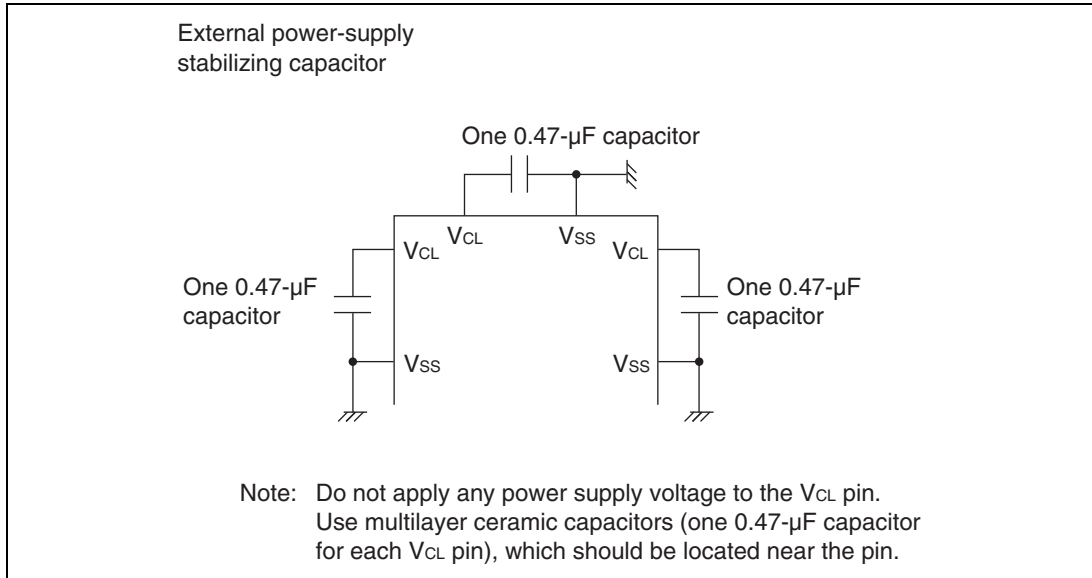 External power-supply
stabilizing capacitor
One 0.47-µF capacitor
VCL
VCL
VSS
VCL
One 0.47-µF
capacitor
One 0.47-µF
capacitor
VSS
VSS
Note: Do not apply any power supply voltage to the VCL pin.
Use multilayer ceramic capacitors (one 0.47-µF capacitor
for each VCL pin), which should be located near the pin.